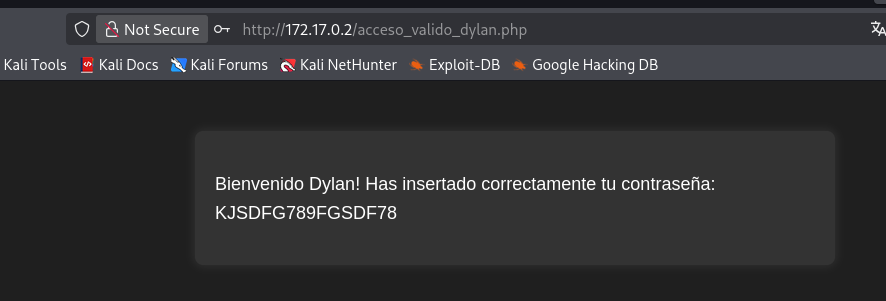 Not Secure http://172.17.0.2/acceso_valido_dylan.php
Kali Tools Kali Docs Kali Forums Kali NetHunter Exploit-DB Google Hacking DB
Bienvenido Dylan! Has insertado correctamente tu contraseña:
KJSDFG789FGSDF78